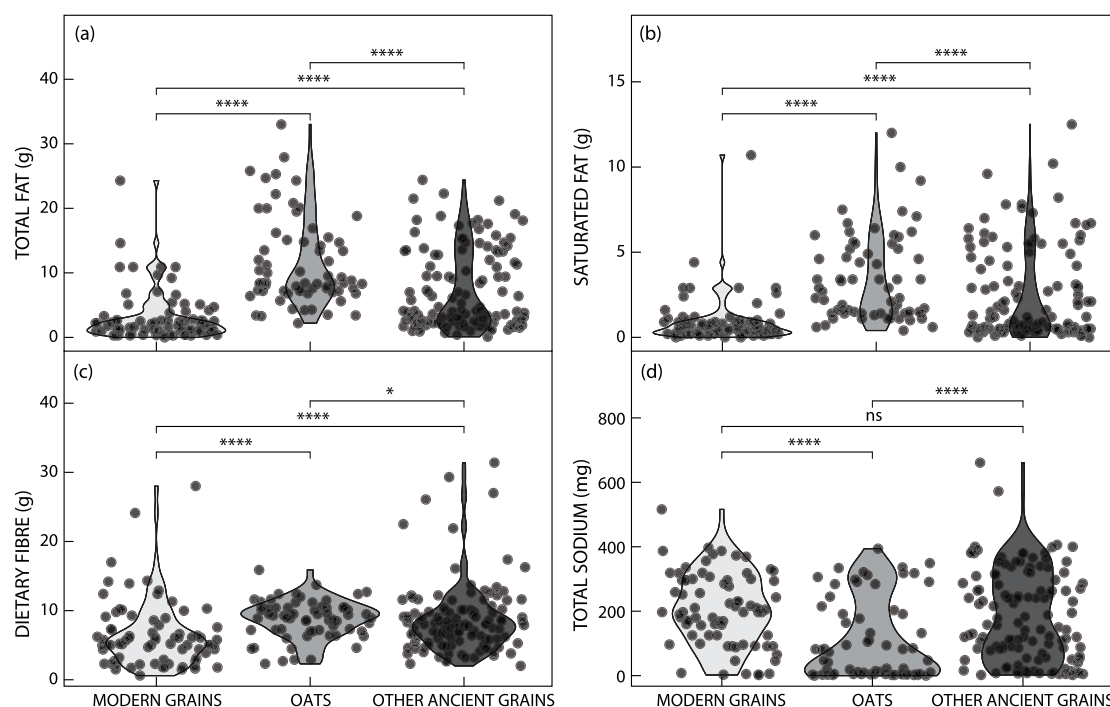 (a)
TOTAL FAT (g)
40
30
20
10
0
****
****
****
(b)
SATURATED FAT (g)
15
10
5
0
****
****
****
(c)
DIETARY FIBRE (g)
40
30
20
10
0
*
****
****
MODERN GRAINS
OATS
OTHER ANCIENT GRAINS
(d)
TOTAL SODIUM (mg)
800
600
400
200
0
****
ns
****
MODERN GRAINS
OATS
OTHER ANCIENT GRAINS